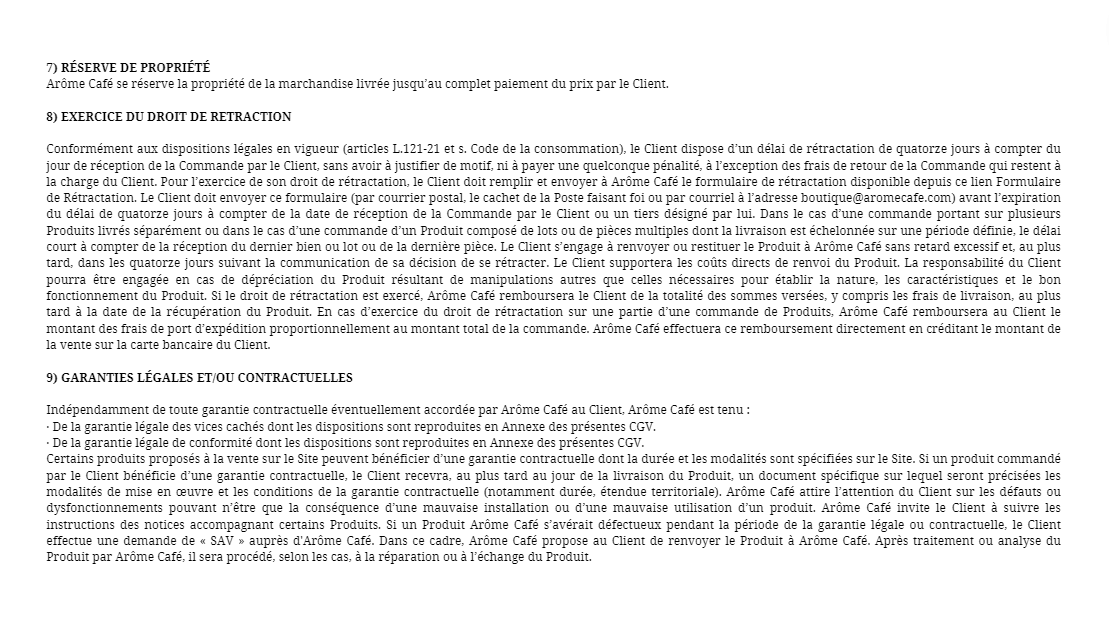 7) RÉSERVE DE PROPRIÉTÉ
Arôme Café se réserve la propriété de la marchandise livrée jusqu’au complet paiement du prix par le Client.
8) EXERCICE DU DROIT DE RETRACTION
Conformément aux dispositions légales en vigueur (articles L.121-21 et s. Code de la consommation), le Client dispose d’un délai de rétractation de quatorze jours à compter du
jour de réception de la Commande par le Client, sans avoir à justifier de motif, ni à payer une quelconque pénalité, à l’exception des frais de retour de la Commande qui restent à
la charge du Client. Pour l’exercice de son droit de rétractation, le Client doit remplir et envoyer à Arôme Café le formulaire de rétractation disponible depuis ce lien Formulaire
de Rétractation. Le Client doit envoyer ce formulaire (par courrier postal, le cachet de la Poste faisant foi ou par courriel à l’adresse boutique@aromecafe.com) avant l’expiration
du délai de quatorze jours à compter de la date de réception de la Commande par le Client ou un tiers désigné par lui. Dans le cas d’une commande portant sur plusieurs
Produits livrés séparément ou dans le cas d’une commande d’un Produit composé de lots ou de pièces multiples dont la livraison est échelonnée sur une période définie, le délai
court à compter de la réception du dernier bien ou lot ou de la dernière pièce. Le Client s’engage à renvoyer ou restituer le Produit à Arôme Café sans retard excessif et, au plus
tard, dans les quatorze jours suivant la communication de sa décision de se rétracter. Le Client supportera les coûts directs de renvoi du Produit. La responsabilité du Client
pourra être engagée en cas de dépréciation du Produit résultant de manipulations autres que celles nécessaires pour établir la nature, les caractéristiques et le bon
fonctionnement du Produit. Si le droit de rétractation est exercé, Arôme Café remboursera le Client de la totalité des sommes versées, y compris les frais de livraison, au plus
tard à la date de la récupération du Produit. En cas d’exercice du droit de rétractation sur une partie d’une commande de Produits, Arôme Café remboursera au Client le
montant des frais de port d’expédition proportionnellement au montant total de la commande. Arôme Café effectuera ce remboursement directement en créditant le montant de
la vente sur la carte bancaire du Client.
9) GARANTIES LÉGALES ET/OU CONTRACTUELLES
Indépendamment de toute garantie contractuelle éventuellement accordée par Arôme Café au Client, Arôme Café est tenu :
· De la garantie légale des vices cachés dont les dispositions sont reproduites en Annexe des présentes CGV.
· De la garantie légale de conformité dont les dispositions sont reproduites en Annexe des présentes CGV.
Certains produits proposés à la vente sur le Site peuvent bénéficier d’une garantie contractuelle dont la durée et les modalités sont spécifiées sur le Site. Si un produit commandé
par le Client bénéficie d’une garantie contractuelle, le Client recevra, au plus tard au jour de la livraison du Produit, un document spécifique sur lequel seront précisées les
modalités de mise en œuvre et les conditions de la garantie contractuelle (notamment durée, étendue territoriale). Arôme Café attire l’attention du Client sur les défauts ou
dysfonctionnements pouvant n’être que la conséquence d’une mauvaise installation ou d’une mauvaise utilisation d’un produit. Arôme Café invite le Client à suivre les
instructions des notices accompagnant certains Produits. Si un Produit Arôme Café s’avérait défectueux pendant la période de la garantie légale ou contractuelle, le Client
effectue une demande de « SAV » auprès d'Arôme Café. Dans ce cadre, Arôme Café propose au Client de renvoyer le Produit à Arôme Café. Après traitement ou analyse du
Produit par Arôme Café, il sera procédé, selon les cas, à la réparation ou à l’échange du Produit.